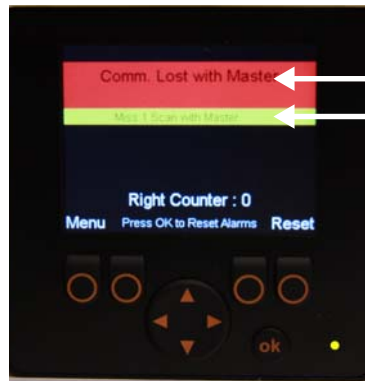 Comm. Lost with Master
Miss 1 Scan with Master
Right Counter : 0
Menu Press OK to Reset Alarms Reset
ok